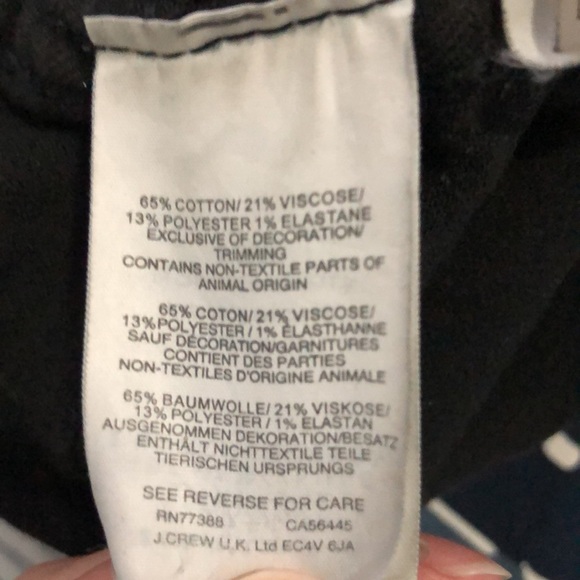 65% COTTON/ 21% VISCOSE/
13% POLYESTER 1% ELASTANE
EXCLUSIVE OF DECORATION/
TRIMMING
CONTAINS NON-TEXTILE PARTS OF
ANIMAL ORIGIN
65% COTON/ 21% VISCOSE/
13%POLYESTER / 1% ÉLASTHANNE
SAUF DÉCORATION/GARNITURES
CONTIENT DES PARTIES
NON-TEXTILES D'ORIGINE ANIMALE
65% BAUMWOLLE/ 21% VISKOSE/
13% POLYESTER / 1% ELASTAN
AUSGENOMMEN DEKORATION/BESATZ
ENTHÄLT NICHTTEXTILE TEILE
TIERISCHEN URSPRUNGS
SEE REVERSE FOR CARE
RN77388 CA56445
J.CREW U.K. Ltd EC4V 6JA